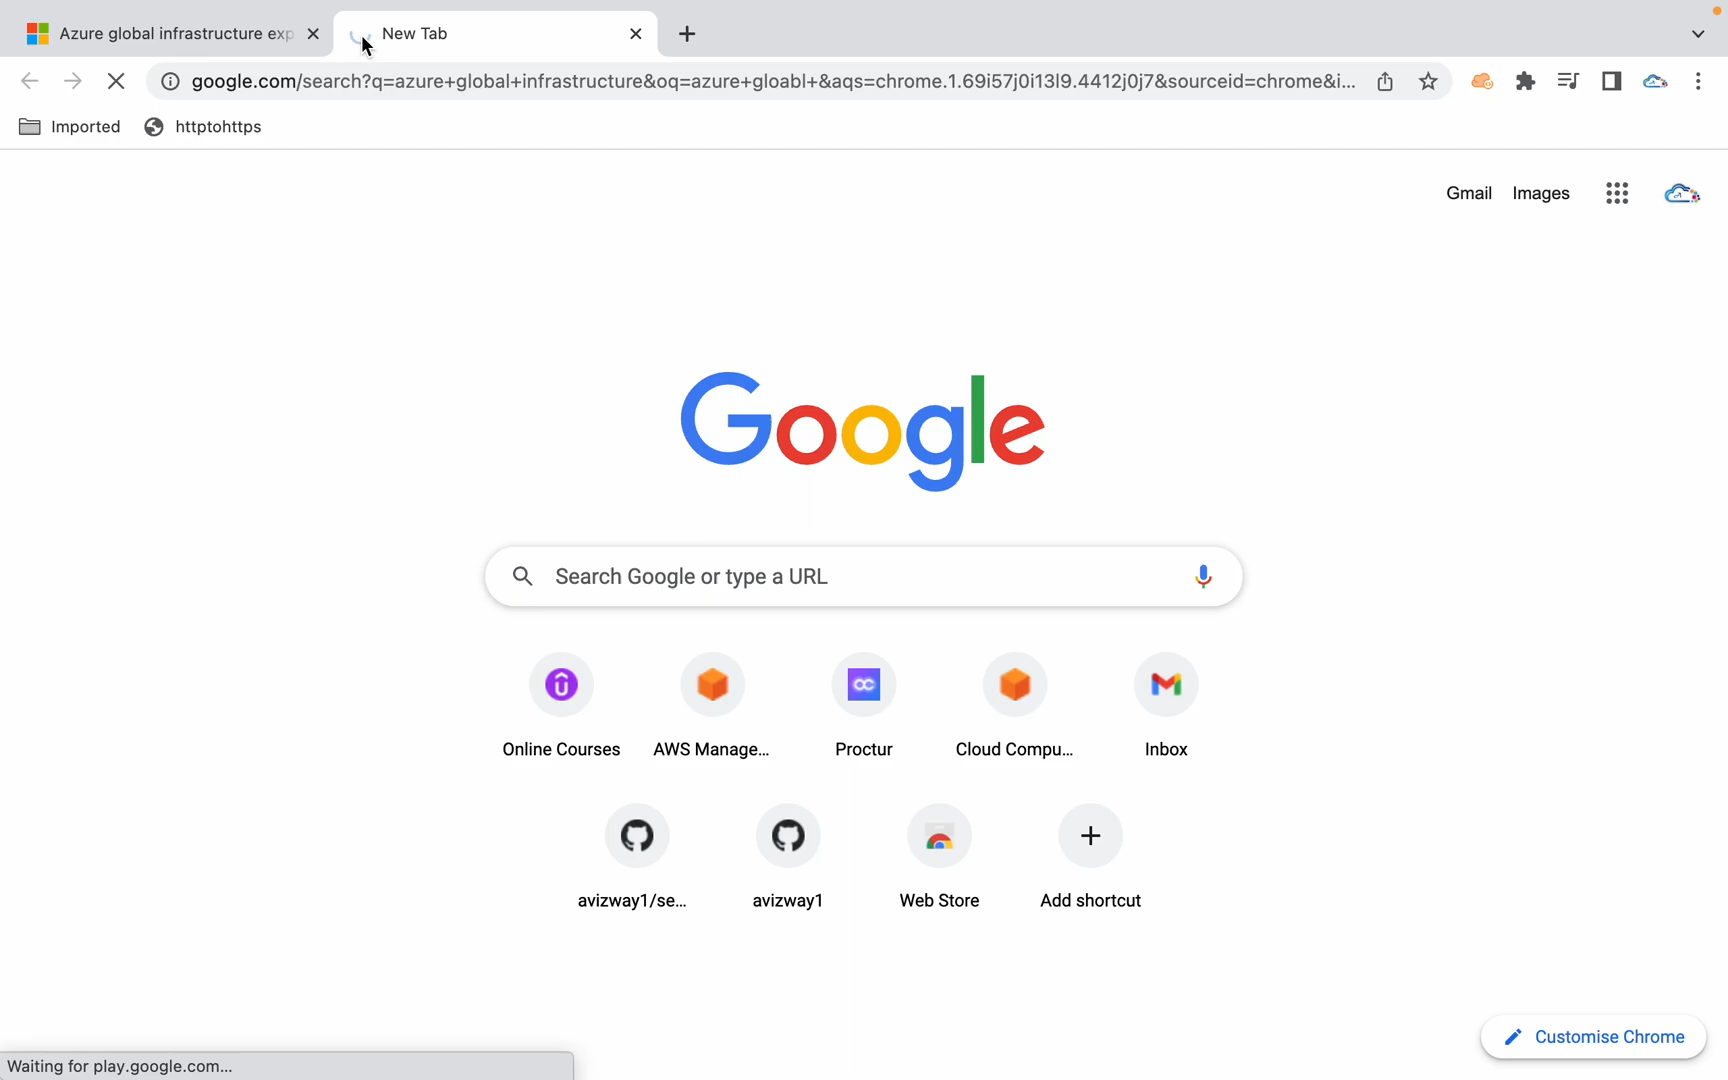 Azure global infrastructure exp
New Tab
google.com/search?q=azure+global+infrastructure&oq=azure+gloabl+&aqs=chrome.1.69i57j0i13l9.4412j0j7&sourceid=chrome&i...
Imported
httptohttps
Gmail
Images
Google
Search Google or type a URL
Online Courses
AWS Manage...
Proctur
Cloud Compu...
Inbox
avizway1/se...
avizway1
Web Store
Add shortcut
Customise Chrome
Waiting for play.google.com...